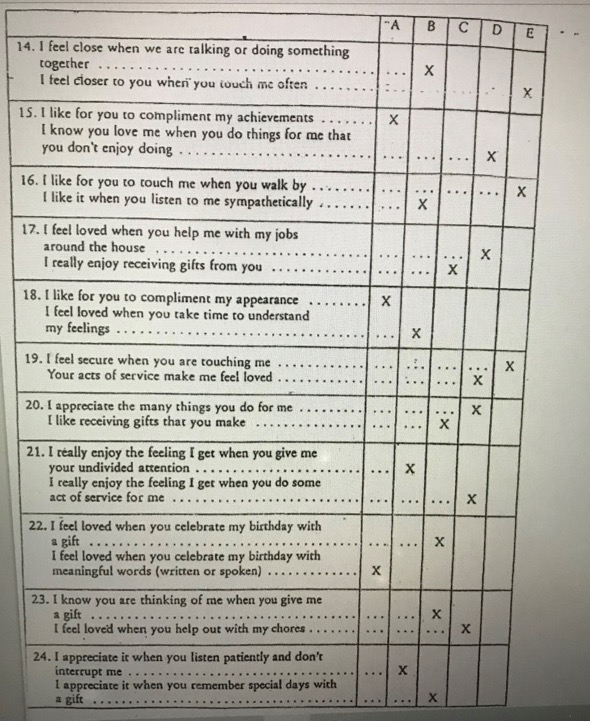 A B C D E
14. I feel close when we are talking or doing something
together .................................... ... X
I feel closer to you when you touch me often ........ X
15. I like for you to compliment my achievements ....... X
I know you love me when you do things for me that
you don't enjoy doing ........................... ... ... ... X
16. I like for you to touch me when you walk by ........ ... ... ... ... X
I like it when you listen to me sympathetically ....... ... X
17. I feel loved when you help me with my jobs
around the house .............................. ... ... ... X
I really enjoy receiving gifts from you ............. ... ... X
18. I like for you to compliment my appearance ........ X
I feel loved when you take time to understand
my feelings .................................. ... X
19. I feel secure when you are touching me ............ ... ... ... ... X
Your acts of service make me feel loved ............ ... ... ... X
20. I appreciate the many things you do for me ......... ... ... ... X
I like receiving gifts that you make ............... ... ... X
21. I really enjoy the feeling I get when you give me
your undivided attention ....................... ... X
I really enjoy the feeling I get when you do some
act of service for me .......................... ... ... ... X
22. I feel loved when you celebrate my birthday with
a gift ....................................... ... ... X
I feel loved when you celebrate my birthday with
meaningful words (written or spoken) ............ X
23. I know you are thinking of me when you give me
a gift ....................................... ... ... X
I feel loved when you help out with my chores ....... ... ... ... X
24. I appreciate it when you listen patiently and don't
interrupt me ................................. ... X
I appreciate it when you remember special days with
a gift ....................................... ... ... X